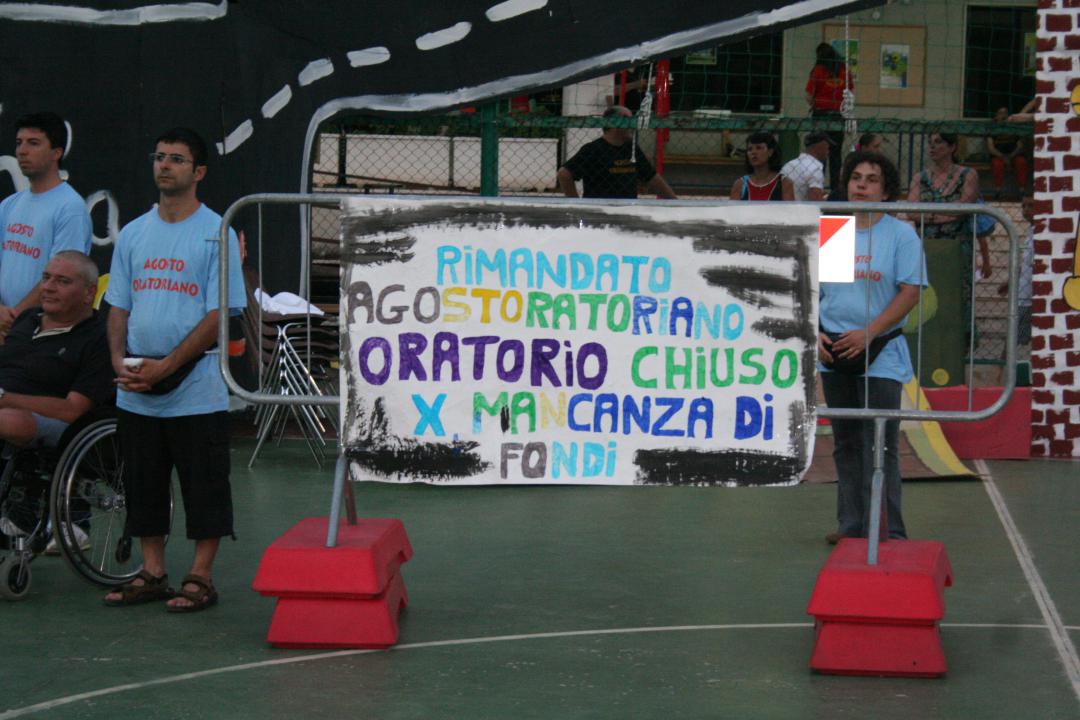 AGOSTO
ORATORIANO
AGOSTO
ORATORIANO
RiMANDATO
AGOSTORATORiANO
ORATORiO CHiUSO
X MANCANZA Di
FONDi